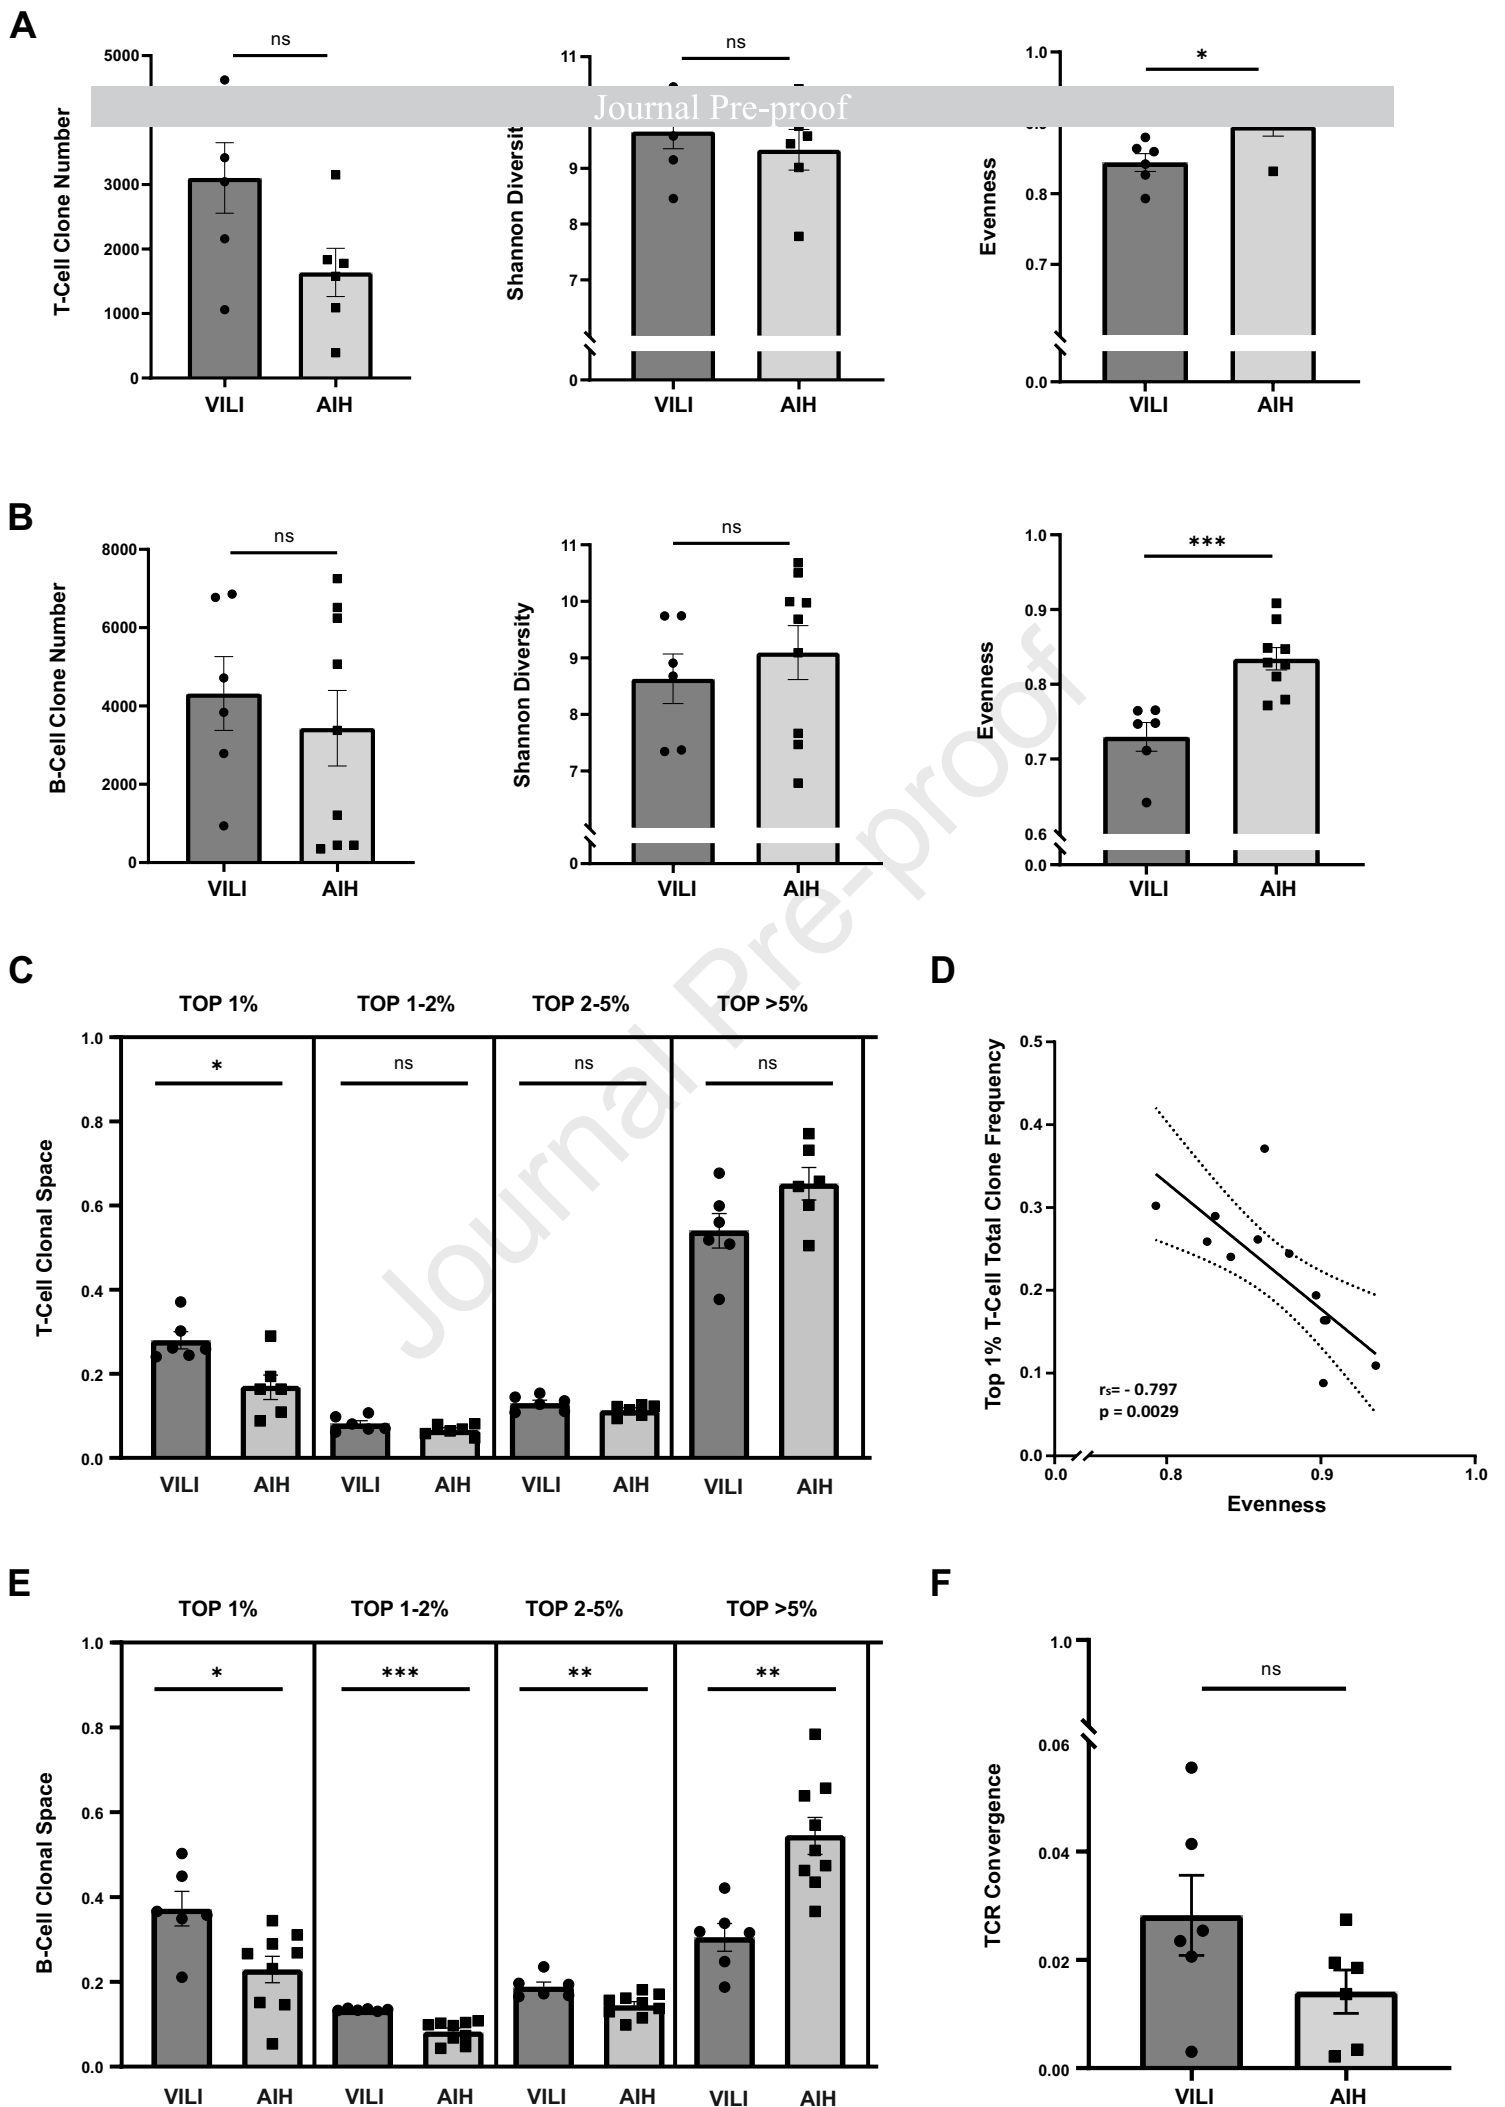 A
ns
5000
3000
2000
1000
0
T-Cell Clone Number
VILI
AIH
ns
11
9
8
7
0
Shannon Diversity
VILI
AIH
*
1.0
0.8
0.7
0.0
Evenness
VILI
AIH
Journal Pre-proof
B
ns
8000
6000
4000
2000
0
B-Cell Clone Number
VILI
AIH
ns
11
10
9
8
7
0
Shannon Diversity
VILI
AIH
***
1.0
0.9
0.8
0.7
0.6
0.0
Evenness
VILI
AIH
Journal Pre-proof
C
TOP 1%
TOP 1-2%
TOP 2-5%
TOP >5%
*
ns
ns
ns
1.0
0.8
0.6
0.4
0.2
0.0
T-Cell Clonal Space
VILI
AIH
VILI
AIH
VILI
AIH
VILI
AIH
D
0.5
0.4
0.3
0.2
0.1
0.0
Top 1% T-Cell Total Clone Frequency
rs= - 0.797
p = 0.0029
0.0
0.8
0.9
1.0
Evenness
E
TOP 1%
TOP 1-2%
TOP 2-5%
TOP >5%
*
***
**
**
1.0
0.8
0.6
0.4
0.2
0.0
B-Cell Clonal Space
VILI
AIH
VILI
AIH
VILI
AIH
VILI
AIH
F
ns
1.0
0.06
0.04
0.02
0.00
TCR Convergence
VILI
AIH